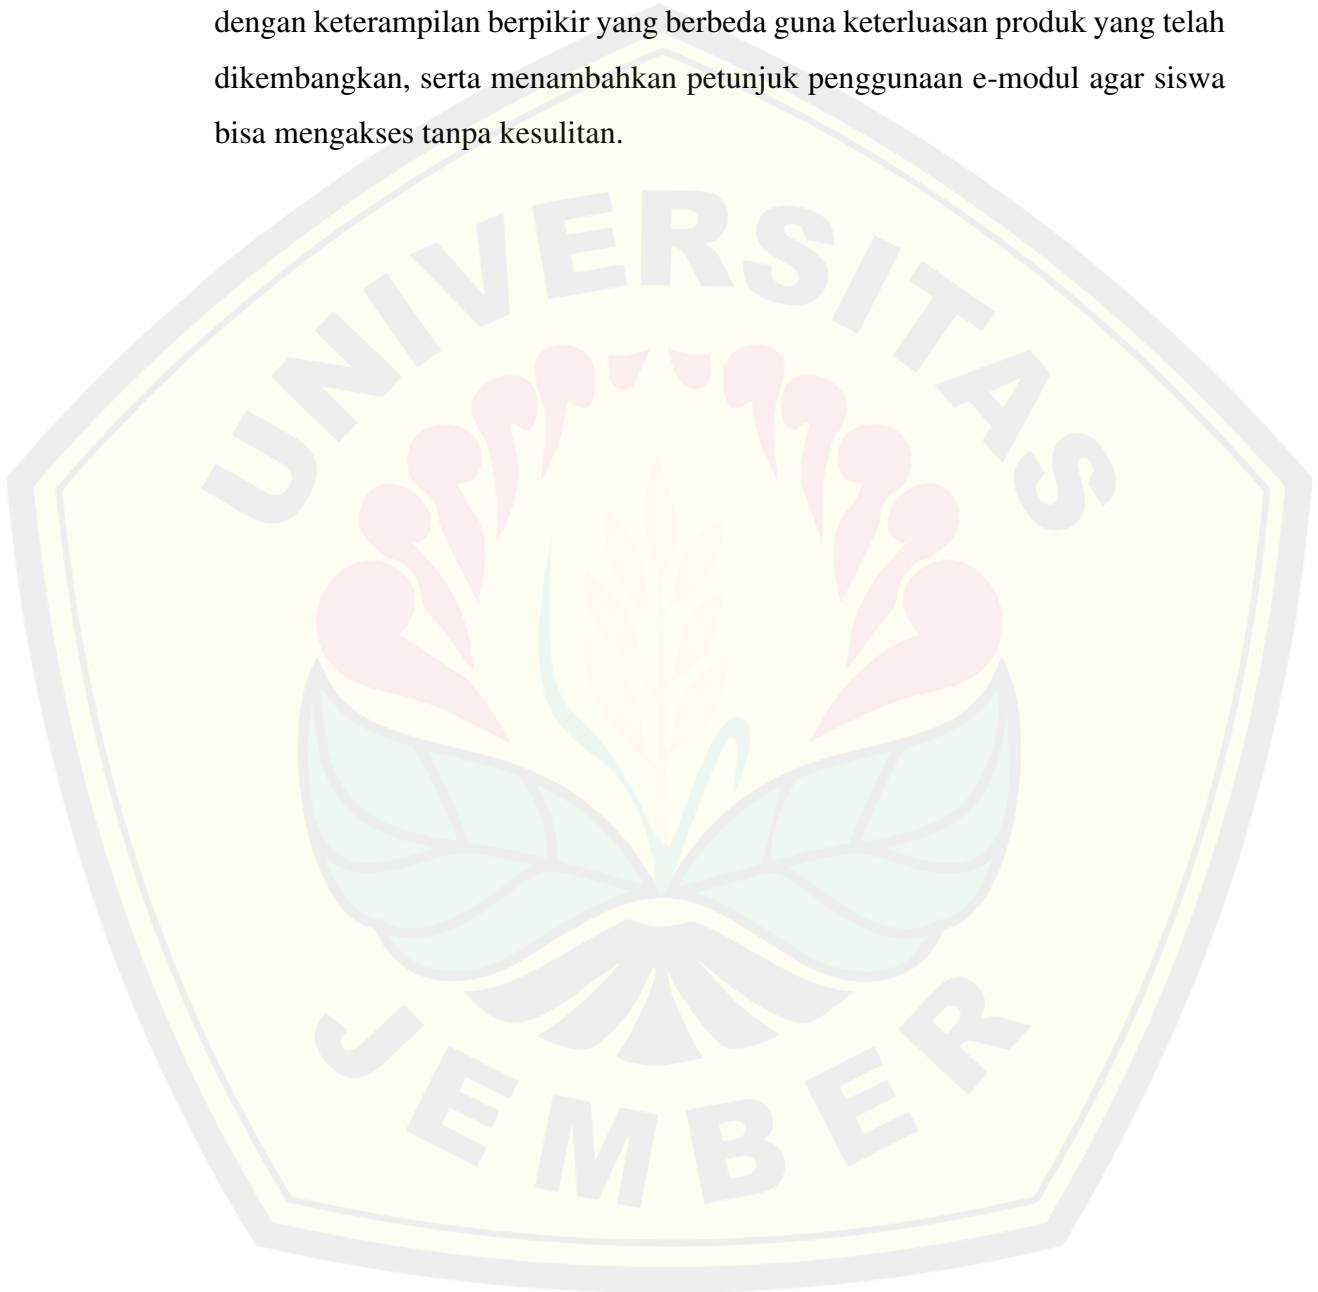 dengan keterampilan berpikir yang berbeda guna keterluasan produk yang telah
dikembangkan, serta menambahkan petunjuk penggunaan e-modul agar siswa
bisa mengakses tanpa kesulitan.
UNIVERSITAS
JEMBER